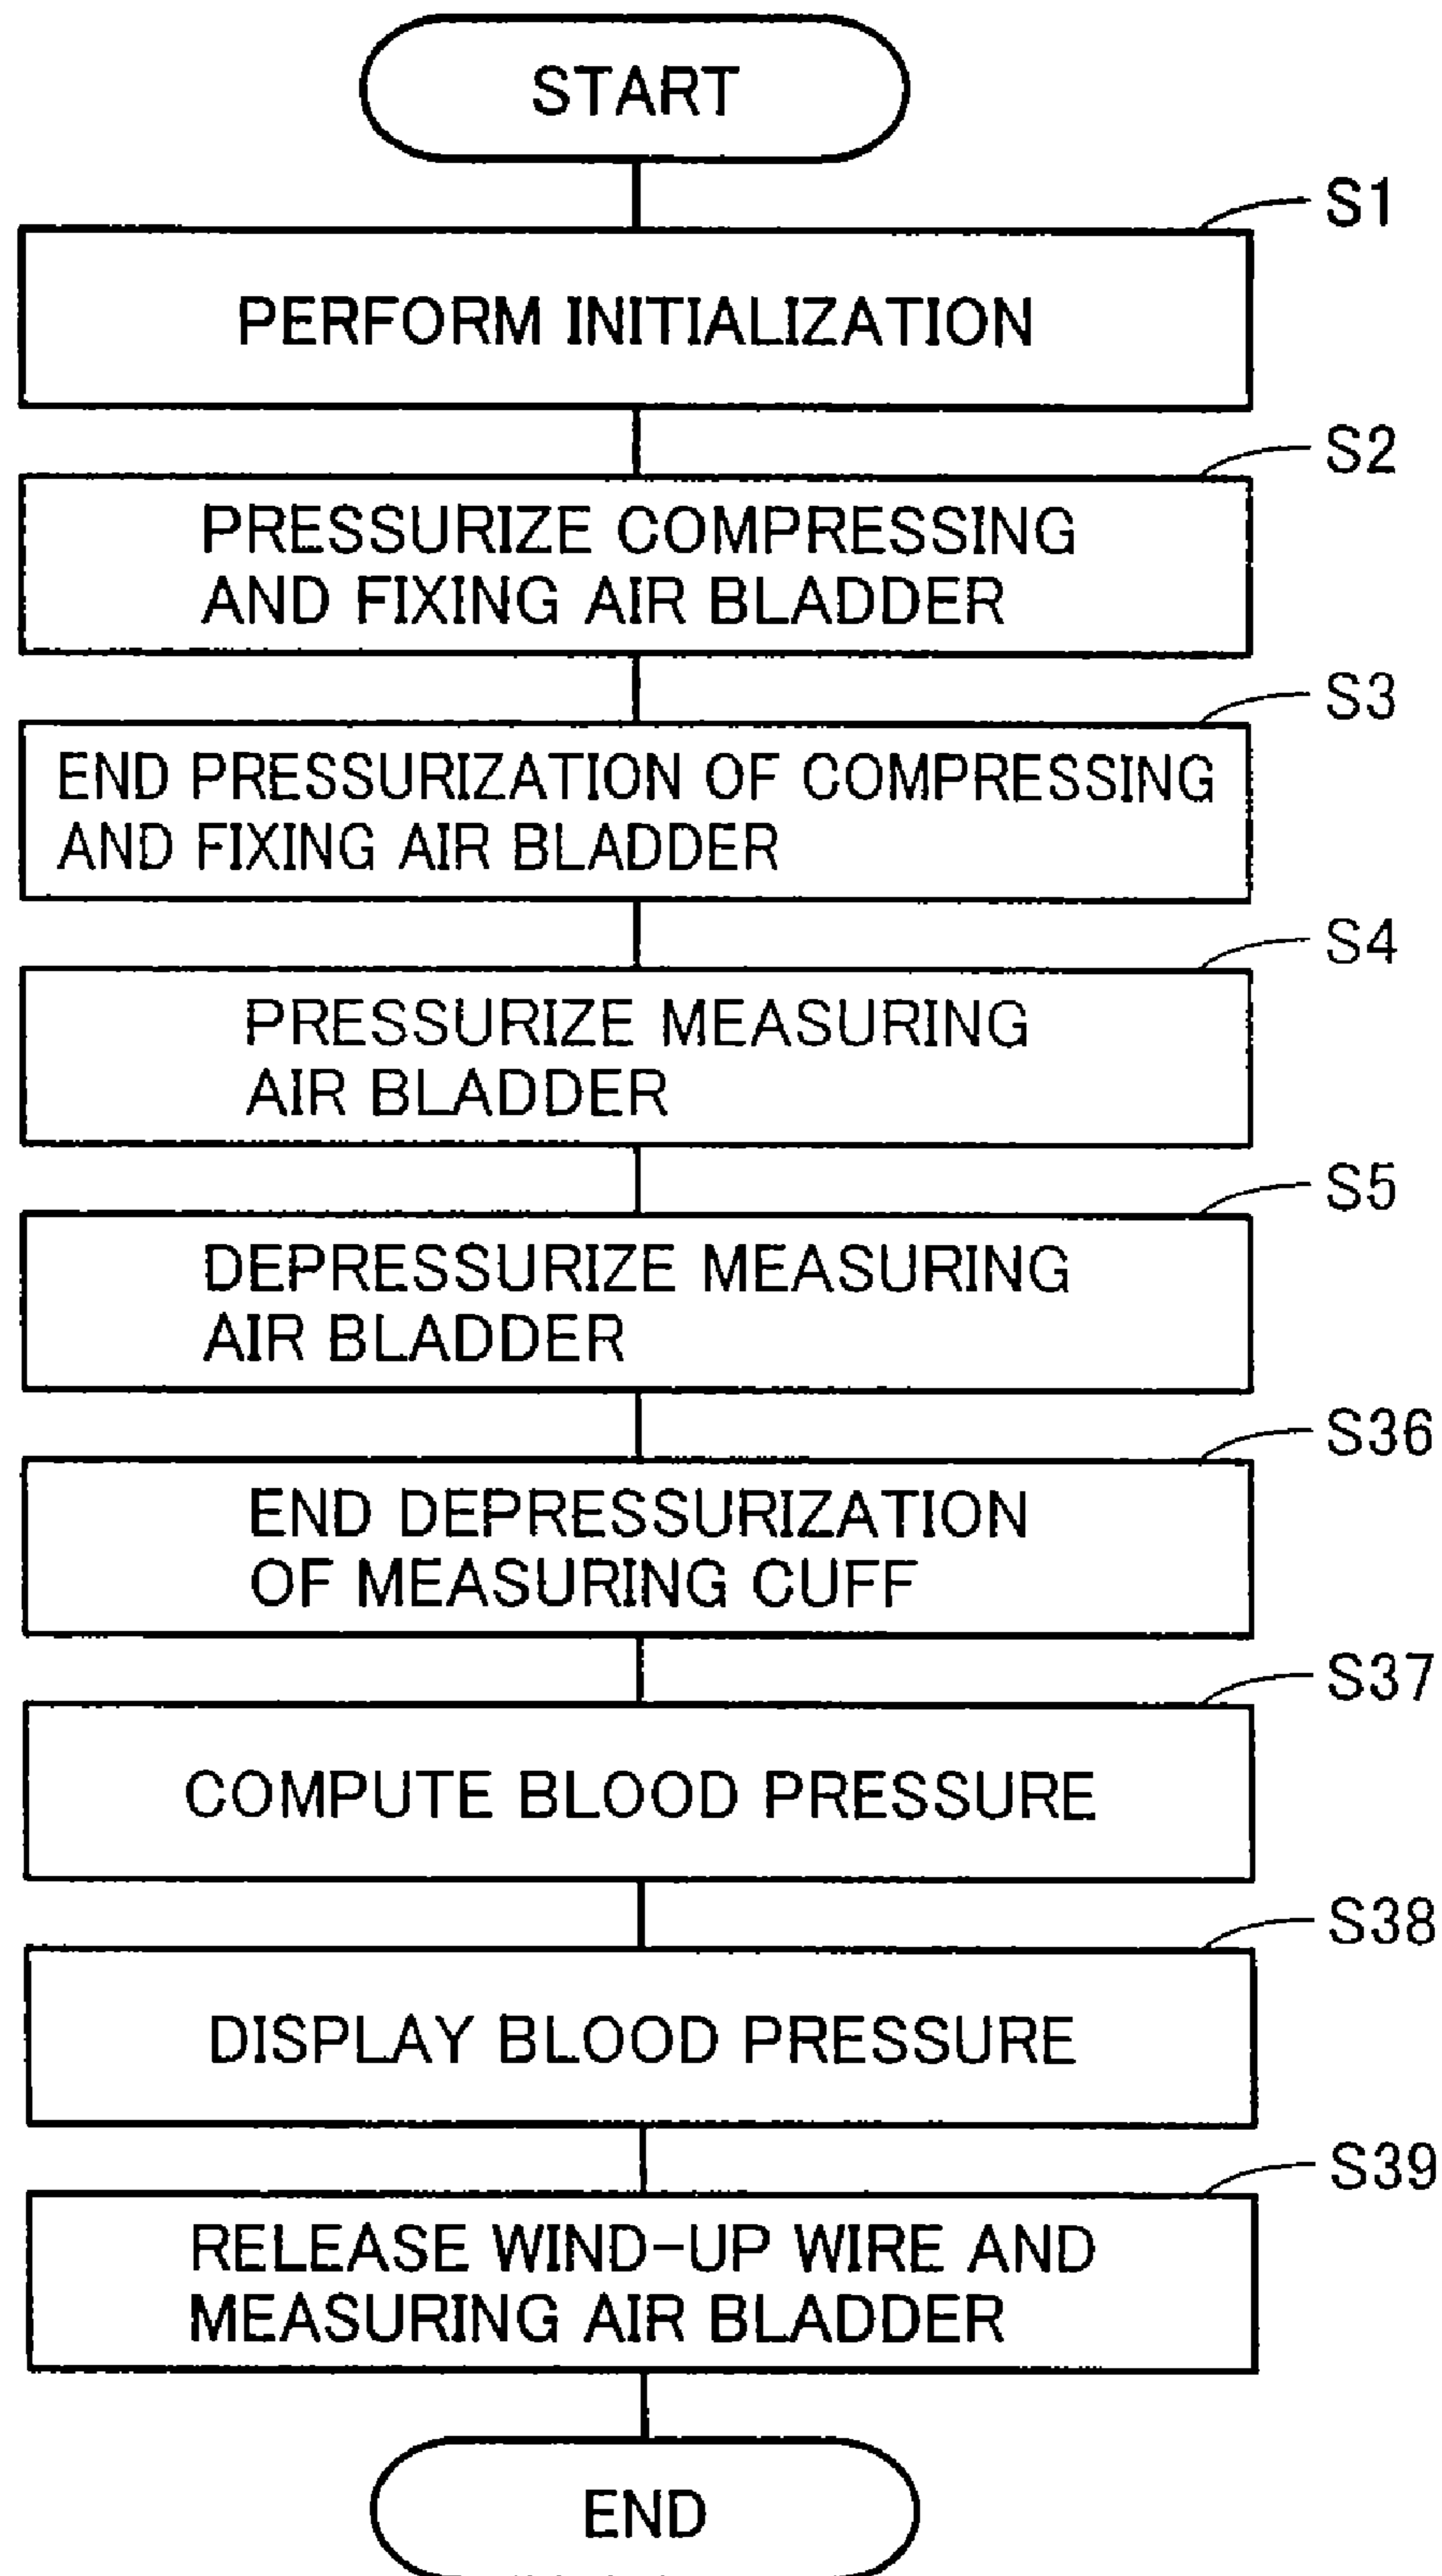 START
S1
PERFORM INITIALIZATION
S2
PRESSURIZE COMPRESSING
AND FIXING AIR BLADDER
S3
END PRESSURIZATION OF COMPRESSING
AND FIXING AIR BLADDER
S4
PRESSURIZE MEASURING
AIR BLADDER
S5
DEPRESSURIZE MEASURING
AIR BLADDER
S36
END DEPRESSURIZATION
OF MEASURING CUFF
S37
COMPUTE BLOOD PRESSURE
S38
DISPLAY BLOOD PRESSURE
S39
RELEASE WIND-UP WIRE AND
MEASURING AIR BLADDER
END